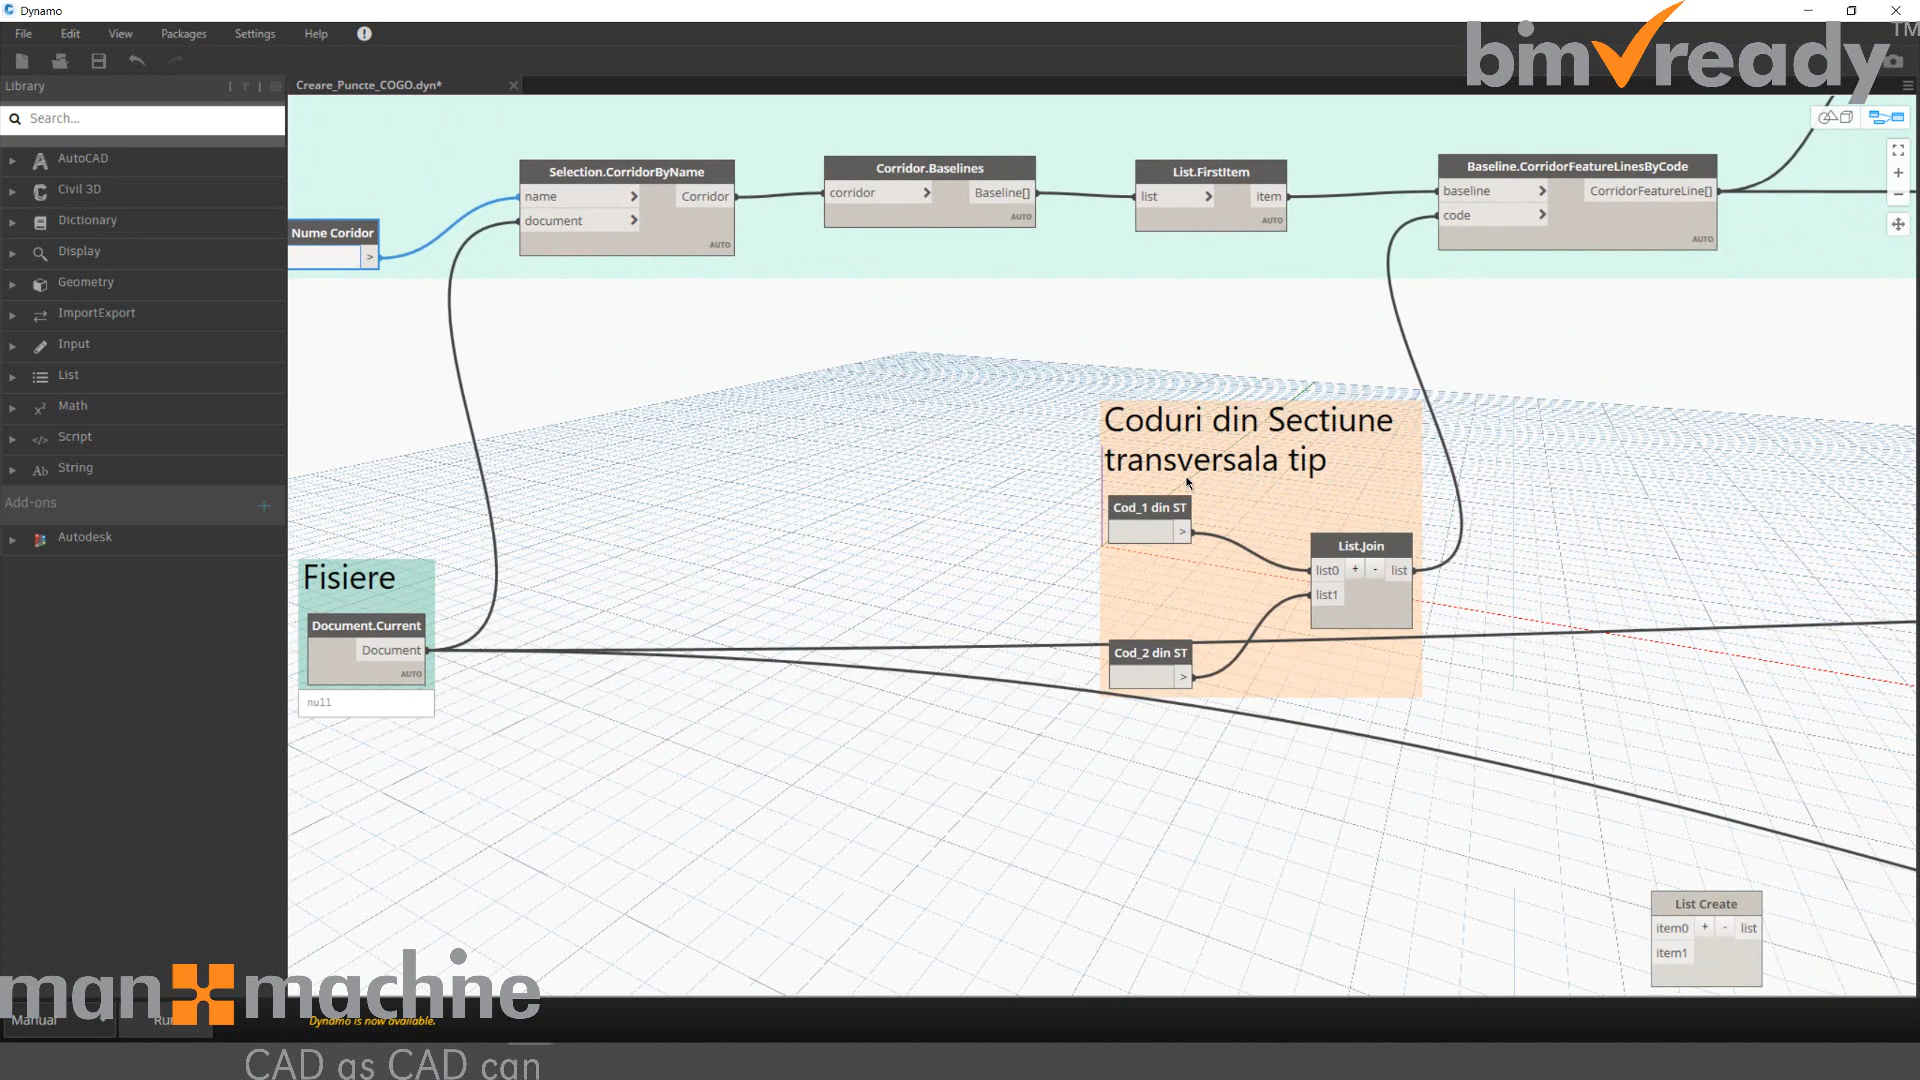 Dynamo
File Edit View Packages Settings Help
bim ready™
Library
Creare_Puncte_COGO.dyn*
Search...
AutoCAD
Civil 3D
Dictionary
Display
Geometry
ImportExport
Input
List
Math
Script
String
Add-ons
Autodesk
Nume Coridor
>
Selection.CorridorByName
name > Corridor
document >
AUTO
Corridor.Baselines
corridor > Baseline[]
AUTO
List.FirstItem
list > item
AUTO
Baseline.CorridorFeatureLinesByCode
baseline > CorridorFeatureLine[]
code >
AUTO
Coduri din Sectiune
transversala tip
Cod_1 din ST
>
List.Join
list0 + - list
list1
Cod_2 din ST
>
Fisiere
Document.Current
Document
AUTO
null
List Create
item0 + - list
item1
man machine
Manual
Dynamo is now available.
CAD as CAD can